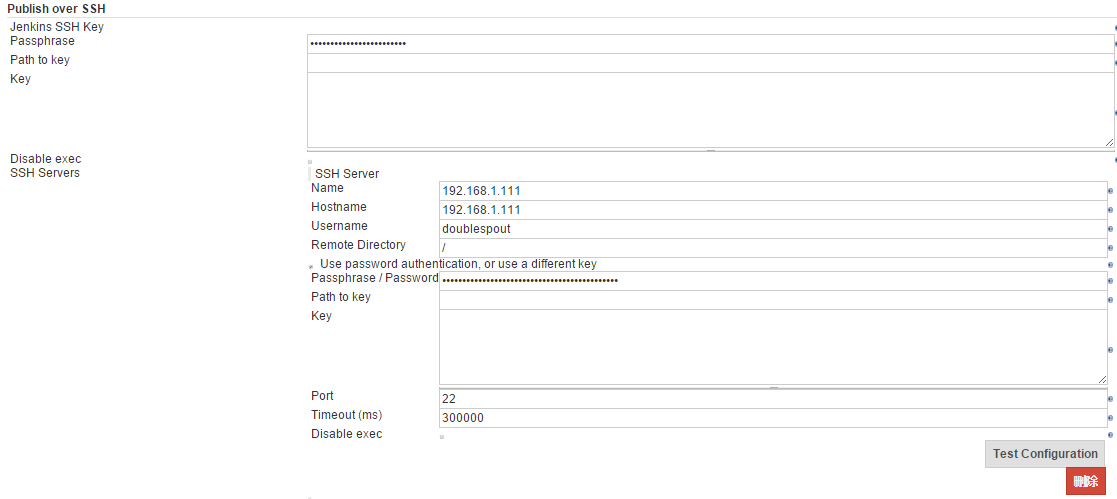 Publish over SSH
Jenkins SSH Key
Passphrase ••••••••••••••••••••••••
Path to key
Key
Disable exec
SSH Servers
SSH Server
Name 192.168.1.111
Hostname 192.168.1.111
Username doublespout
Remote Directory /
Use password authentication, or use a different key
Passphrase / Password ••••••••••••••••••••••••••••••••••••••••••••
Path to key
Key
Port 22
Timeout (ms) 300000
Disable exec
Test Configuration
删除